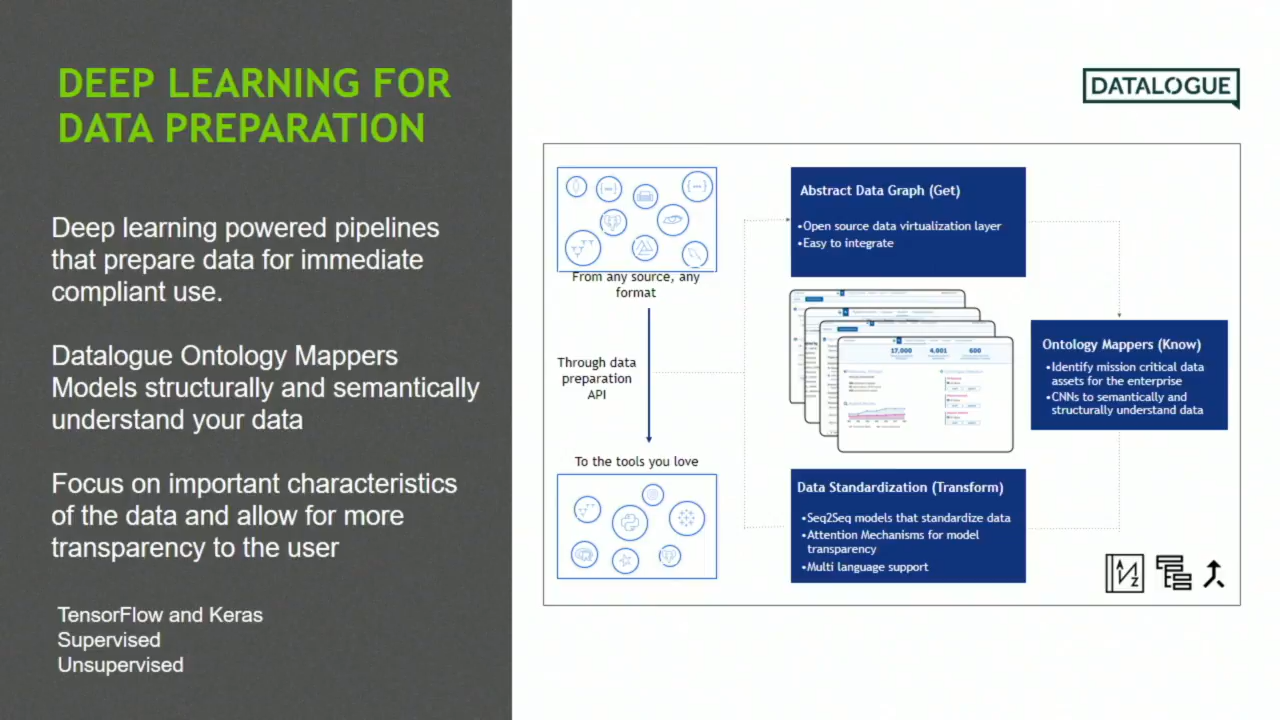 DEEP LEARNING FOR
DATA PREPARATION
Deep learning powered pipelines
that prepare data for immediate
compliant use.
Datalogue Ontology Mappers
Models structurally and semantically
understand your data
Focus on important characteristics
of the data and allow for more
transparency to the user
TensorFlow and Keras
Supervised
Unsupervised
DATALOGUE
From any source, any
format
Through data
preparation
API
To the tools you love
Abstract Data Graph (Get)
•Open source data virtualization layer
•Easy to integrate
17,000 4,001 600
Ontology Mappers (Know)
•Identify mission critical data
assets for the enterprise
•CNNs to semantically and
structurally understand data
Data Standardization (Transform)
•Seq2Seq models that standardize data
•Attention Mechanisms for model
transparency
•Multi language support